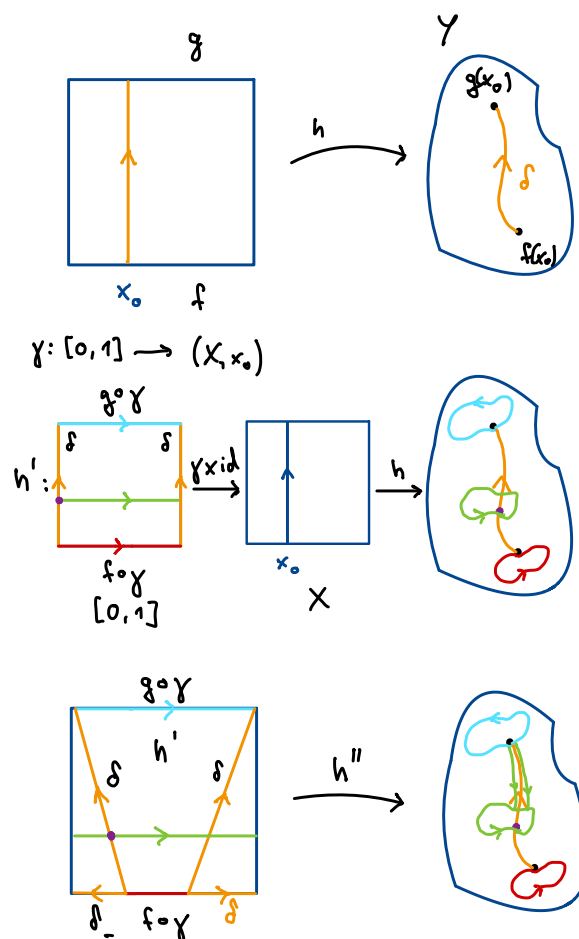 g
Y
g(x₀)
h
δ
f(x₀)
x₀ f
γ: [0,1] → (X, x₀)
g∘γ
δ δ
h': γ×id h
f∘γ
x₀
[0,1]
X
g∘γ
h'
δ δ
h''
δ₋ f∘γ δ